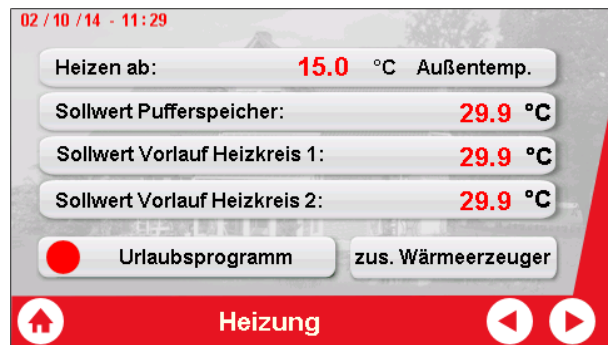 02 / 10 / 14 - 11:29
Heizen ab: 15.0 °C Außentemp.
Sollwert Pufferspeicher: 29.9 °C
Sollwert Vorlauf Heizkreis 1: 29.9 °C
Sollwert Vorlauf Heizkreis 2: 29.9 °C
Urlaubsprogramm zus. Wärmeerzeuger
Heizung